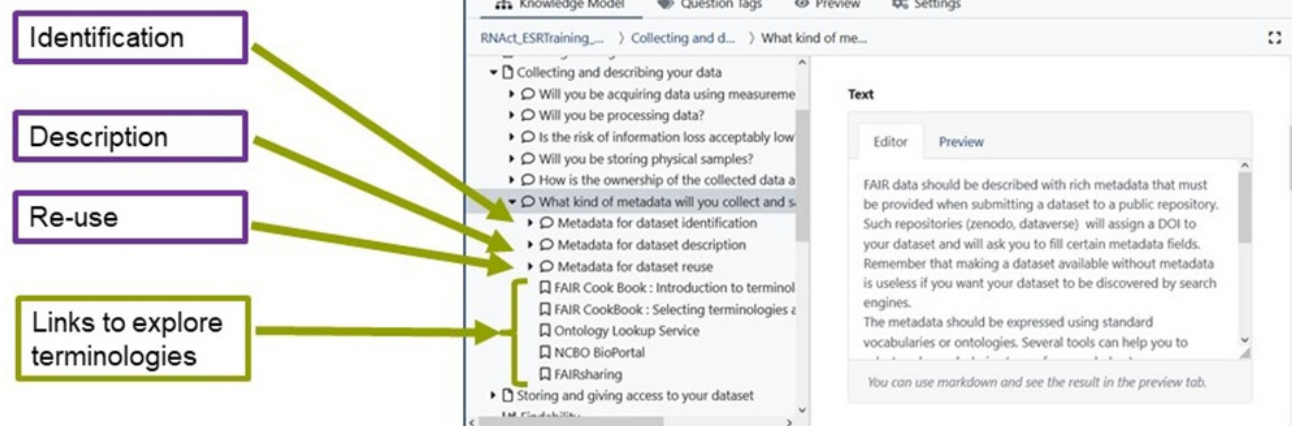 Identification
Description
Re-use
Links to explore
terminologies
Knowledge Model Question Tags Preview Settings
RNAct_ESRTraining_... 〉 Collecting and d... 〉 What kind of me...
Collecting and describing your data
Will you be acquiring data using measureme
Will you be processing data?
Is the risk of information loss acceptably low
Will you be storing physical samples?
How is the ownership of the collected data a
What kind of metadata will you collect and s
Metadata for dataset identification
Metadata for dataset description
Metadata for dataset reuse
FAIR Cook Book : Introduction to terminol
FAIR CookBook : Selecting terminologies a
Ontology Lookup Service
NCBO BioPortal
FAIRsharing
Storing and giving access to your dataset
Findability
Text
Editor Preview
FAIR data should be described with rich metadata that must
be provided when submitting a dataset to a public repository.
Such repositories (zenodo, dataverse) will assign a DOI to
your dataset and will ask you to fill certain metadata fields.
Remember that making a dataset available without metadata
is useless if you want your dataset to be discovered by search
engines.
The metadata should be expressed using standard
vocabularies or ontologies. Several tools can help you to
You can use markdown and see the result in the preview tab.